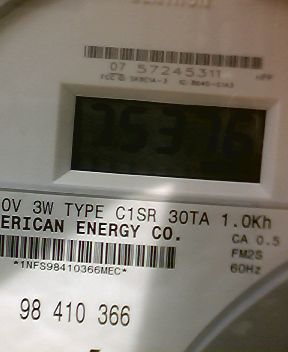 07 57245311
75376
0V 3W TYPE C1SR 30TA 1.0Kh
ERICAN ENERGY CO.
CA 0.5
FM2S
60Hz
*1NFS98410366MEC*
98 410 366